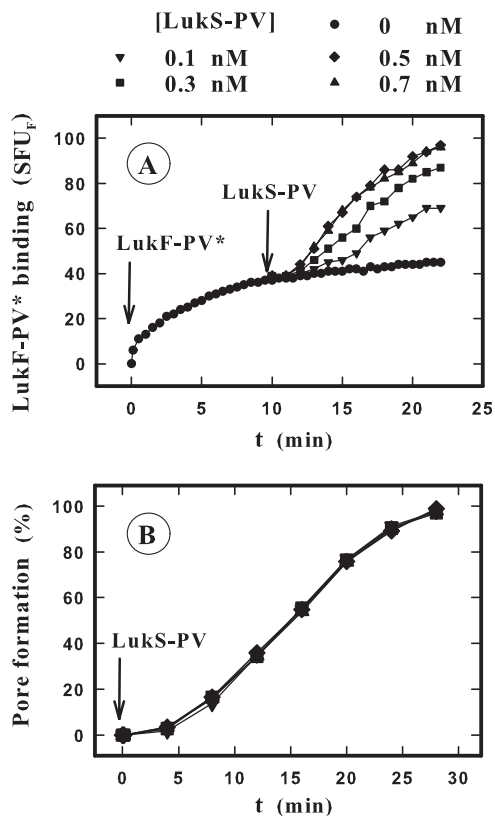 [LukS-PV]
● 0 nM
▼ 0.1 nM ◆ 0.5 nM
■ 0.3 nM ▲ 0.7 nM
LukF-PV* binding (SFU_F)
100
80
60
40
20
0
A
LukS-PV
LukF-PV*
0 5 10 15 20 25
t (min)
Pore formation (%)
100
80
60
40
20
0
B
LukS-PV
0 5 10 15 20 25 30
t (min)